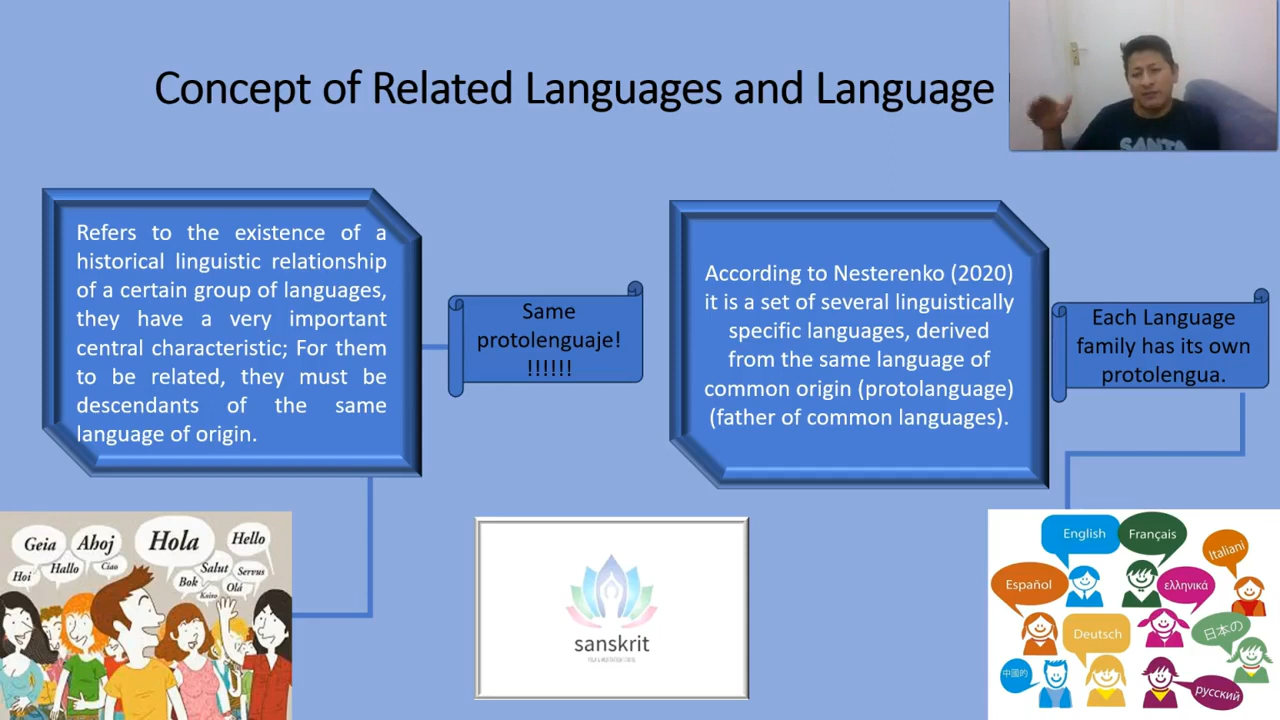 Concept of Related Languages and Language
SANTA
Refers to the existence of a
historical linguistic relationship
of a certain group of languages,
they have a very important
central characteristic; For them
to be related, they must be
descendants of the same
language of origin.
Same
protolenguaje!
!!!!!!
According to Nesterenko (2020)
it is a set of several linguistically
specific languages, derived
from the same language of
common origin (protolanguage)
(father of common languages).
Each Language
family has its own
protolengua.
Geia
Ahoj
Hola
Hello
Hoi
Hallo
Ciao
Salut
Servus
Bok
Olá
Kaixo
sanskrit
English
Français
Italiani
Español
ελληνικά
Deutsch
日本の
中國的
русский